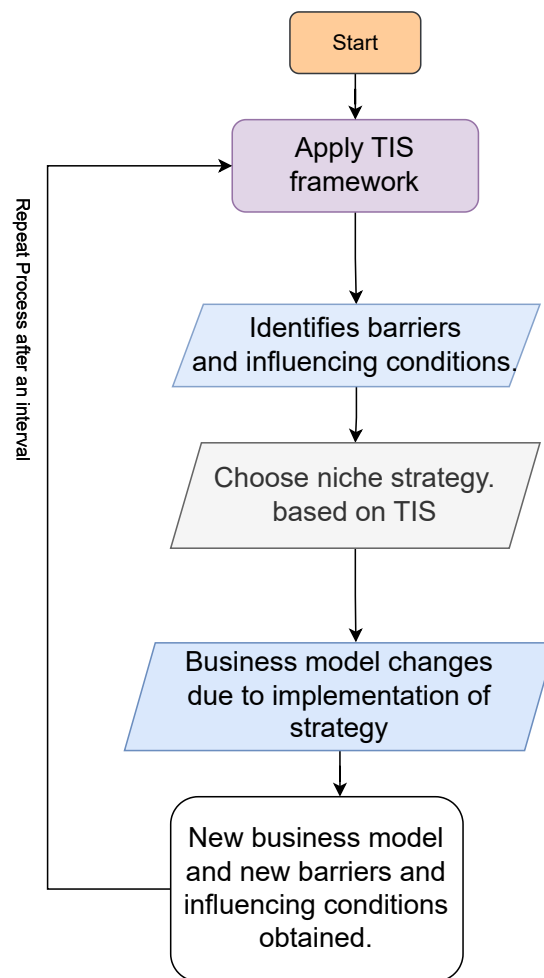 Start
Apply TIS
framework
Repeat Process after an interval
Identifies barriers
and influencing conditions.
Choose niche strategy.
based on TIS
Business model changes
due to implementation of
strategy
New business model
and new barriers and
influencing conditions
obtained.